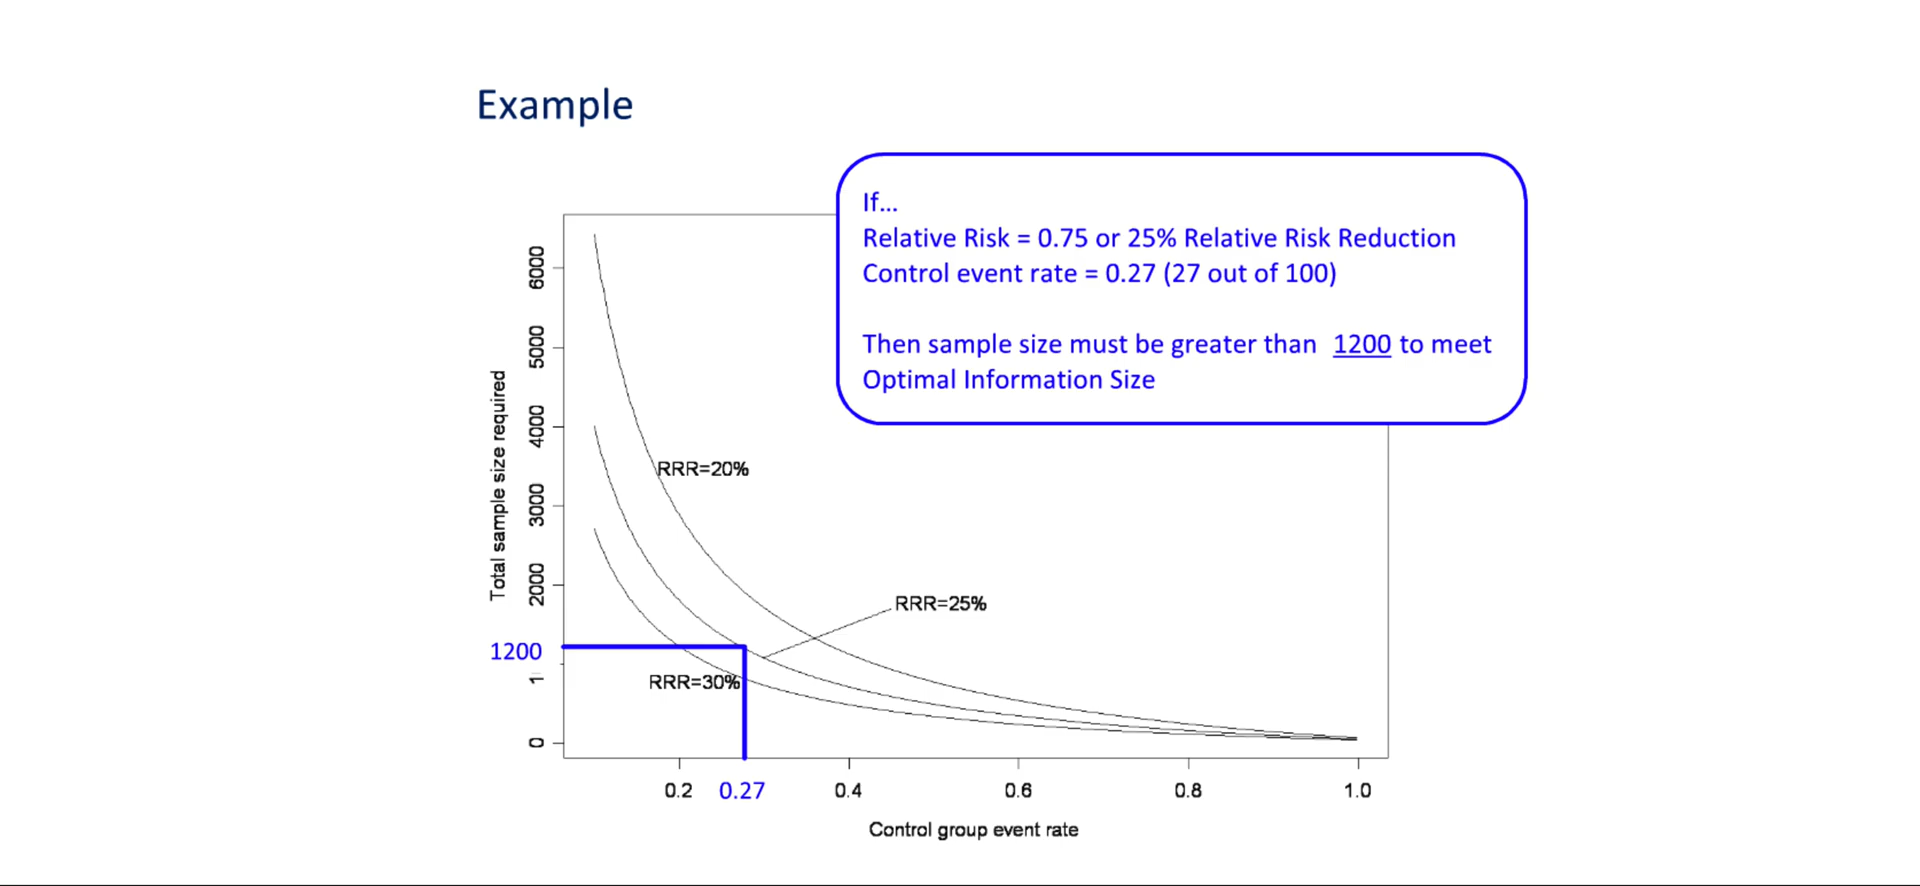 Example
If...
Relative Risk = 0.75 or 25% Relative Risk Reduction
Control event rate = 0.27 (27 out of 100)
Then sample size must be greater than 1200 to meet
Optimal Information Size
Total sample size required
6000
5000
4000
3000
2000
1200
1
0
RRR=20%
RRR=25%
RRR=30%
0.2
0.27
0.4
0.6
0.8
1.0
Control group event rate